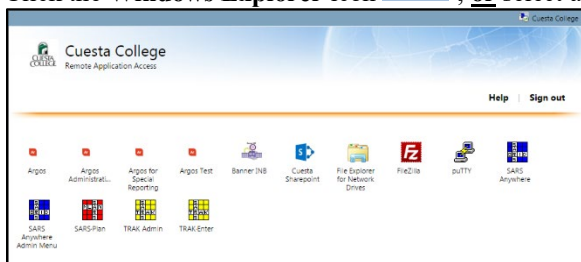 Cuesta College
CUESTA
COLLEGE
Cuesta College
Remote Application Access
Help | Sign out
Argos
Argos Administrati...
Argos for Special Reporting
Argos Test
Banner INB
Cuesta Sharepoint
File Explorer for Network Drives
FileZilla
puTTY
SARS Anywhere
SARS Anywhere Admin Menu
SARS-Plan
TRAK Admin
TRAK-Enter